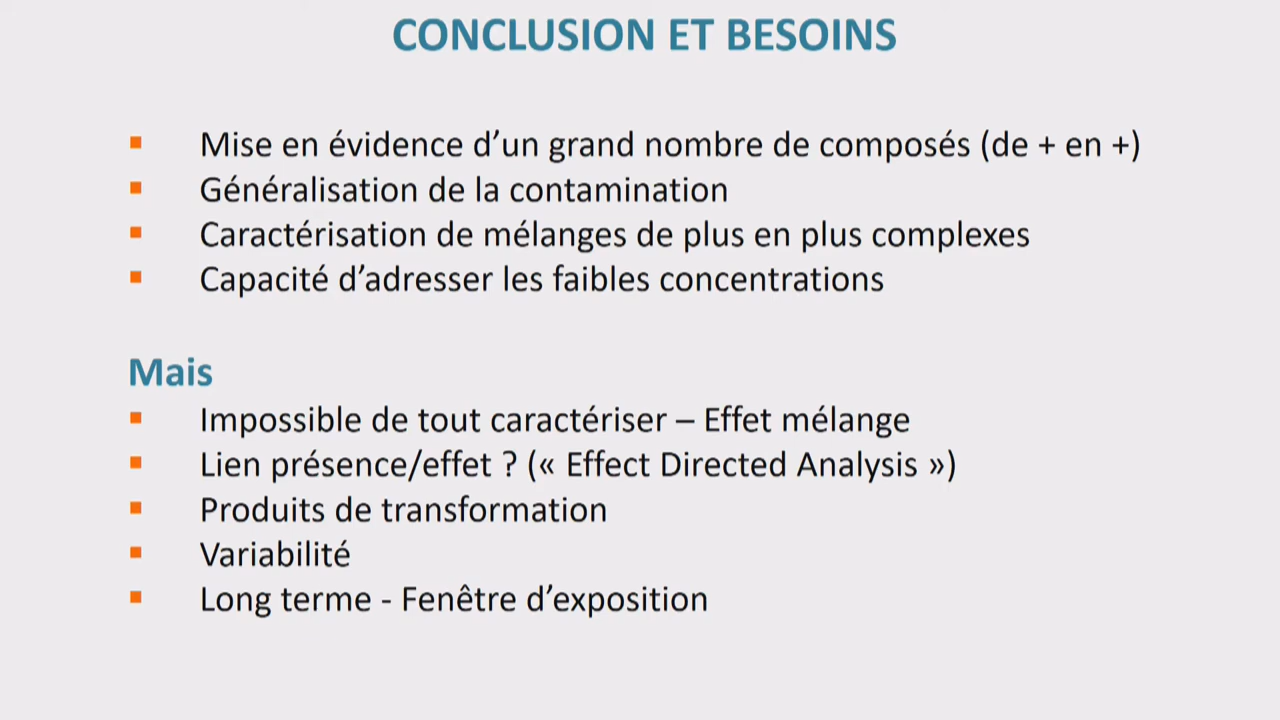 CONCLUSION ET BESOINS
Mise en évidence d’un grand nombre de composés (de + en +)
Généralisation de la contamination
Caractérisation de mélanges de plus en plus complexes
Capacité d’adresser les faibles concentrations
Mais
Impossible de tout caractériser – Effet mélange
Lien présence/effet ? (« Effect Directed Analysis »)
Produits de transformation
Variabilité
Long terme - Fenêtre d’exposition